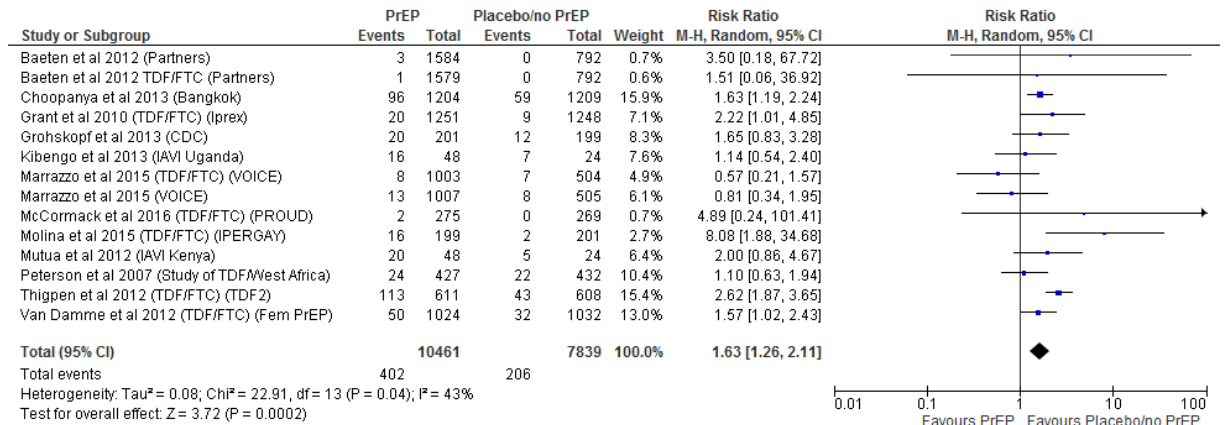 PrEP Placebo/no PrEP Risk Ratio Risk Ratio
Study or Subgroup Events Total Events Total Weight M-H, Random, 95% CI M-H, Random, 95% CI
Baeten et al 2012 (Partners) 3 1584 0 792 0.7% 3.50 [0.18, 67.72]
Baeten et al 2012 TDF/FTC (Partners) 1 1579 0 792 0.6% 1.51 [0.06, 36.92]
Choopanya et al 2013 (Bangkok) 96 1204 59 1209 15.9% 1.63 [1.19, 2.24]
Grant et al 2010 (TDF/FTC) (Iprex) 20 1251 9 1248 7.1% 2.22 [1.01, 4.85]
Grohskopf et al 2013 (CDC) 20 201 12 199 8.3% 1.65 [0.83, 3.28]
Kibengo et al 2013 (IAVI Uganda) 16 48 7 24 7.6% 1.14 [0.54, 2.40]
Marrazzo et al 2015 (TDF/FTC) (VOICE) 8 1003 7 504 4.9% 0.57 [0.21, 1.57]
Marrazzo et al 2015 (VOICE) 13 1007 8 505 6.1% 0.81 [0.34, 1.95]
McCormack et al 2016 (TDF/FTC) (PROUD) 2 275 0 269 0.7% 4.89 [0.24, 101.41]
Molina et al 2015 (TDF/FTC) (IPERGAY) 16 199 2 201 2.7% 8.08 [1.88, 34.68]
Mutua et al 2012 (IAVI Kenya) 20 48 5 24 6.4% 2.00 [0.86, 4.67]
Peterson et al 2007 (Study of TDF/West Africa) 24 427 22 432 10.4% 1.10 [0.63, 1.94]
Thigpen et al 2012 (TDF/FTC) (TDF2) 113 611 43 608 15.4% 2.62 [1.87, 3.65]
Van Damme et al 2012 (TDF/FTC) (Fem PrEP) 50 1024 32 1032 13.0% 1.57 [1.02, 2.43]
Total (95% CI) 10461 7839 100.0% 1.63 [1.26, 2.11]
Total events 402 206
Heterogeneity: Tau² = 0.08; Chi² = 22.91, df = 13 (P = 0.04); I² = 43%
Test for overall effect: Z = 3.72 (P = 0.0002)
0.01 0.1 1 10 100
Favours PrEP Favours Placebo/no PrEP